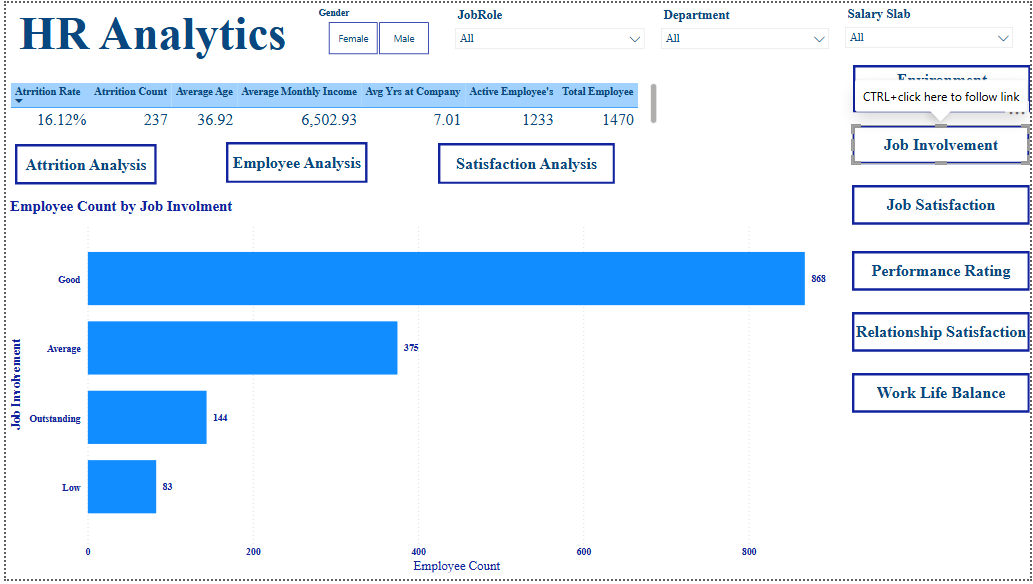 HR Analytics
Gender
Female
Male
JobRole
All
Department
All
Salary Slab
All
Atrrition Rate Atrrition Count Average Age Average Monthly Income Avg Yrs at Company Active Employee's Total Employee
16.12% 237 36.92 6,502.93 7.01 1233 1470
Environment
CTRL+click here to follow link
Attrition Analysis
Employee Analysis
Satisfaction Analysis
Job Involvement
Job Satisfaction
Performance Rating
Relationship Satisfaction
Work Life Balance
Employee Count by Job Involment
Job Involvement
Good 868
Average 375
Outstanding 144
Low 83
0 200 400 600 800
Employee Count